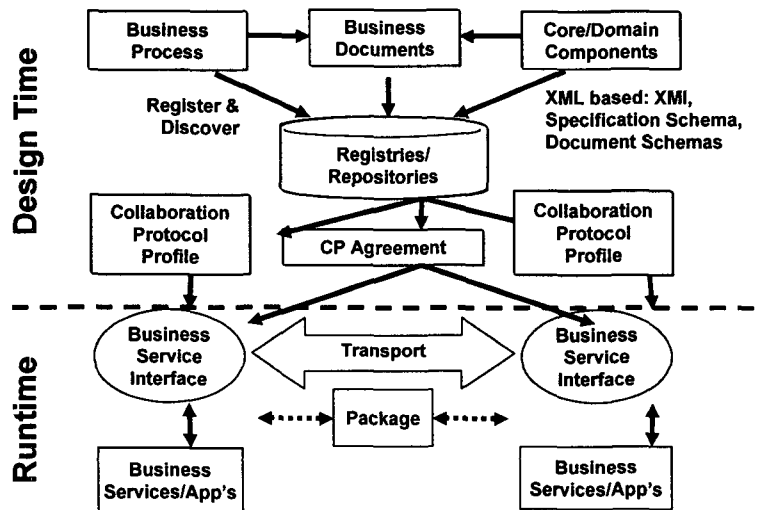 Design Time
Business
Process
Business
Documents
Core/Domain
Components
Register &
Discover
XML based: XMI,
Specification Schema,
Document Schemas
Registries/
Repositories
Collaboration
Protocol
Profile
CP Agreement
Collaboration
Protocol
Profile
Runtime
Business
Service
Interface
Transport
Business
Service
Interface
Package
Business
Services/App's
Business
Services/App's